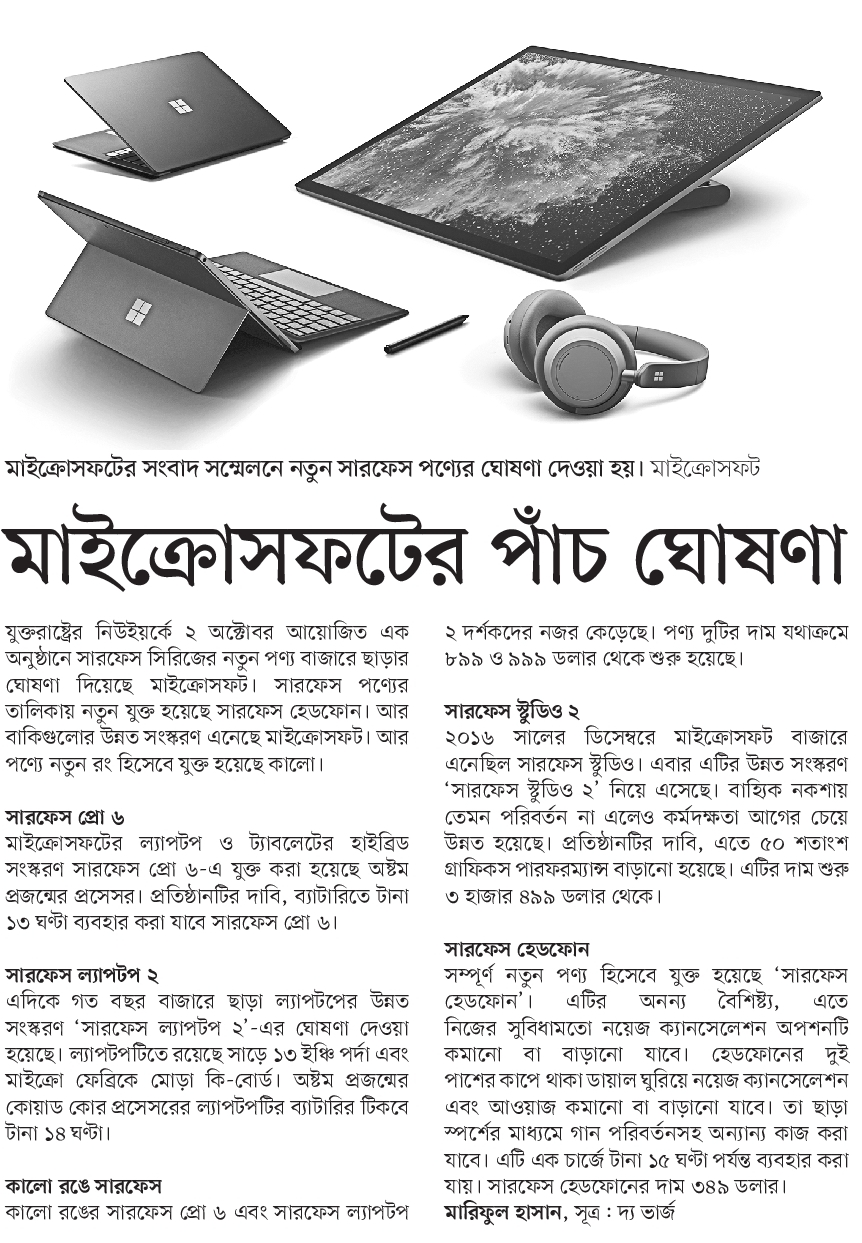 মাইক্রোসফটের সংবাদ সম্মেলনে নতুন সারফেস পণ্যের ঘোষণা দেওয়া হয়। মাইক্রোসফট
মাইক্রোসফটের পাঁচ ঘোষণা
যুক্তরাষ্ট্রের নিউইয়র্কে ২ অক্টোবর আয়োজিত এক
অনুষ্ঠানে সারফেস সিরিজের নতুন পণ্য বাজারে ছাড়ার
ঘোষণা দিয়েছে মাইক্রোসফট। সারফেস পণ্যের
তালিকায় নতুন যুক্ত হয়েছে সারফেস হেডফোন। আর
বাকিগুলোর উন্নত সংস্করণ এনেছে মাইক্রোসফট। আর
পণ্যে নতুন রং হিসেবে যুক্ত হয়েছে কালো।
সারফেস প্রো ৬
মাইক্রোসফটের ল্যাপটপ ও ট্যাবলেটের হাইব্রিড
সংস্করণ সারফেস প্রো ৬-এ যুক্ত করা হয়েছে অষ্টম
প্রজন্মের প্রসেসর। প্রতিষ্ঠানটির দাবি, ব্যাটারিতে টানা
১৩ ঘণ্টা ব্যবহার করা যাবে সারফেস প্রো ৬।
সারফেস ল্যাপটপ ২
এদিকে গত বছর বাজারে ছাড়া ল্যাপটপের উন্নত
সংস্করণ ‘সারফেস ল্যাপটপ ২’-এর ঘোষণা দেওয়া
হয়েছে। ল্যাপটপটিতে রয়েছে সাড়ে ১৩ ইঞ্চি পর্দা এবং
মাইক্রো ফেব্রিকে মোড়া কি-বোর্ড। অষ্টম প্রজন্মের
কোয়াড কোর প্রসেসরের ল্যাপটপটির ব্যাটারির টিকবে
টানা ১৪ ঘণ্টা।
কালো রঙে সারফেস
কালো রঙের সারফেস প্রো ৬ এবং সারফেস ল্যাপটপ
২ দর্শকদের নজর কেড়েছে। পণ্য দুটির দাম যথাক্রমে
৮৯৯ ও ৯৯৯ ডলার থেকে শুরু হয়েছে।
সারফেস স্টুডিও ২
২০১৬ সালের ডিসেম্বরে মাইক্রোসফট বাজারে
এনেছিল সারফেস স্টুডিও। এবার এটির উন্নত সংস্করণ
‘সারফেস স্টুডিও ২’ নিয়ে এসেছে। বাহ্যিক নকশায়
তেমন পরিবর্তন না এলেও কর্মদক্ষতা আগের চেয়ে
উন্নত হয়েছে। প্রতিষ্ঠানটির দাবি, এতে ৫০ শতাংশ
গ্রাফিকস পারফরম্যান্স বাড়ানো হয়েছে। এটির দাম শুরু
৩ হাজার ৪৯৯ ডলার থেকে।
সারফেস হেডফোন
সম্পূর্ণ নতুন পণ্য হিসেবে যুক্ত হয়েছে ‘সারফেস
হেডফোন’। এটির অনন্য বৈশিষ্ট্য, এতে
নিজের সুবিধামতো নয়েজ ক্যানসেলেশন অপশনটি
কমানো বা বাড়ানো যাবে। হেডফোনের দুই
পাশের কাপে থাকা ডায়াল ঘুরিয়ে নয়েজ ক্যানসেলেশন
এবং আওয়াজ কমানো বা বাড়ানো যাবে। তা ছাড়া
স্পর্শের মাধ্যমে গান পরিবর্তনসহ অন্যান্য কাজ করা
যাবে। এটি এক চার্জে টানা ১৫ ঘণ্টা পর্যন্ত ব্যবহার করা
যায়। সারফেস হেডফোনের দাম ৩৪৯ ডলার।
মারিফুল হাসান, সূত্র : দ্য ভার্জ